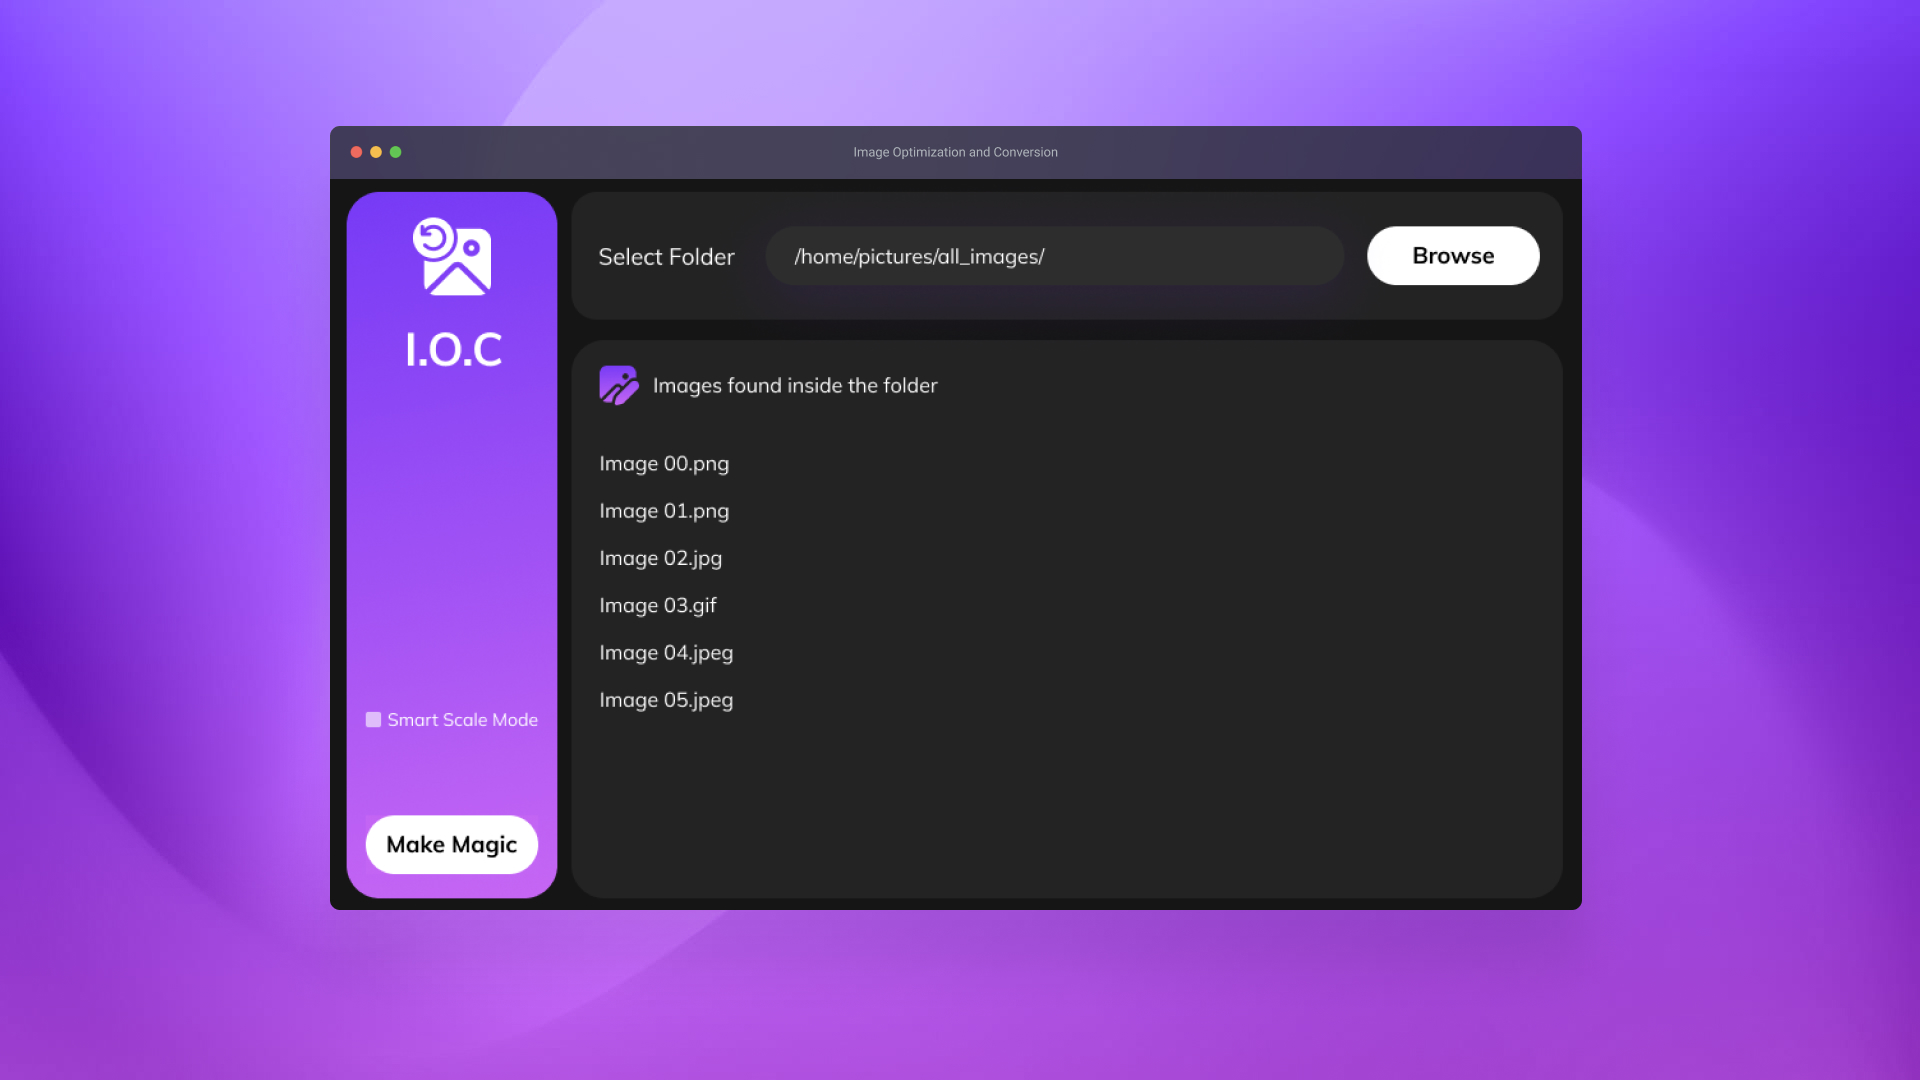 Image Optimization and Conversion
I.O.C
Smart Scale Mode
Make Magic
Select Folder
/home/pictures/all_images/
Browse
Images found inside the folder
Image 00.png
Image 01.png
Image 02.jpg
Image 03.gif
Image 04.jpeg
Image 05.jpeg